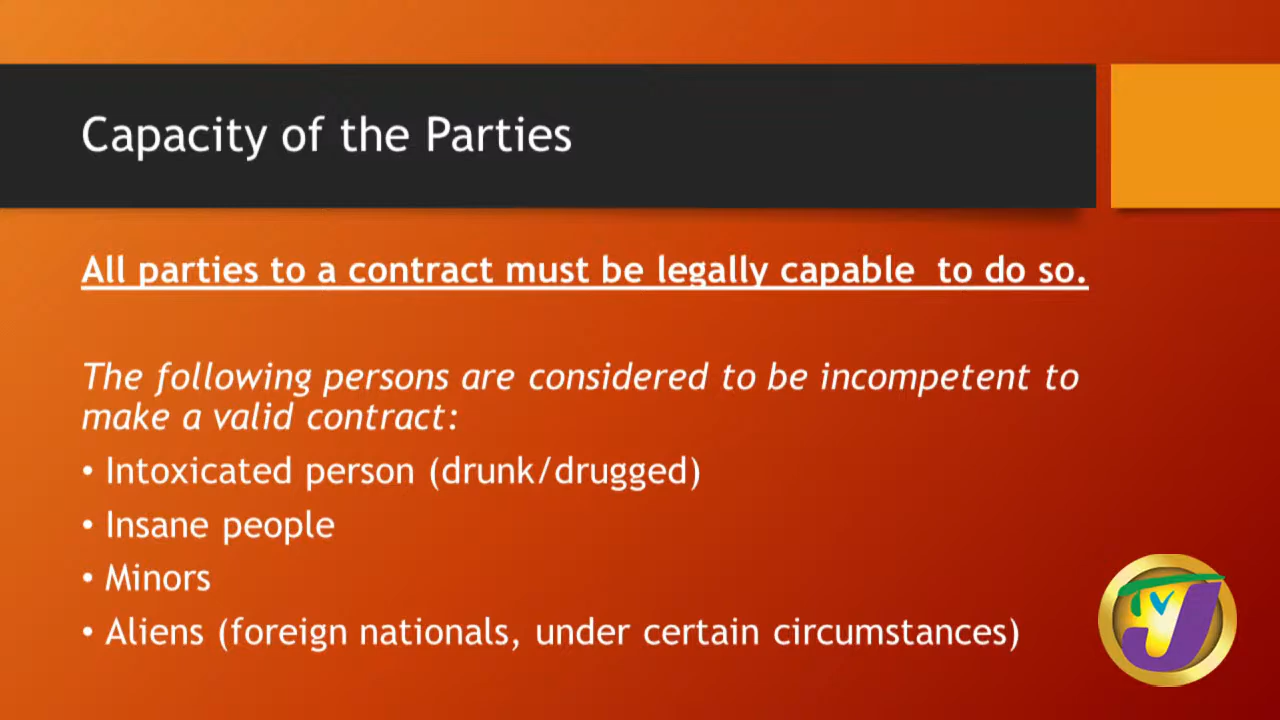 Capacity of the Parties
All parties to a contract must be legally capable  to do so.
The following persons are considered to be incompetent to
make a valid contract:
• Intoxicated person (drunk/drugged)
• Insane people
• Minors
• Aliens (foreign nationals, under certain circumstances)
TVJ